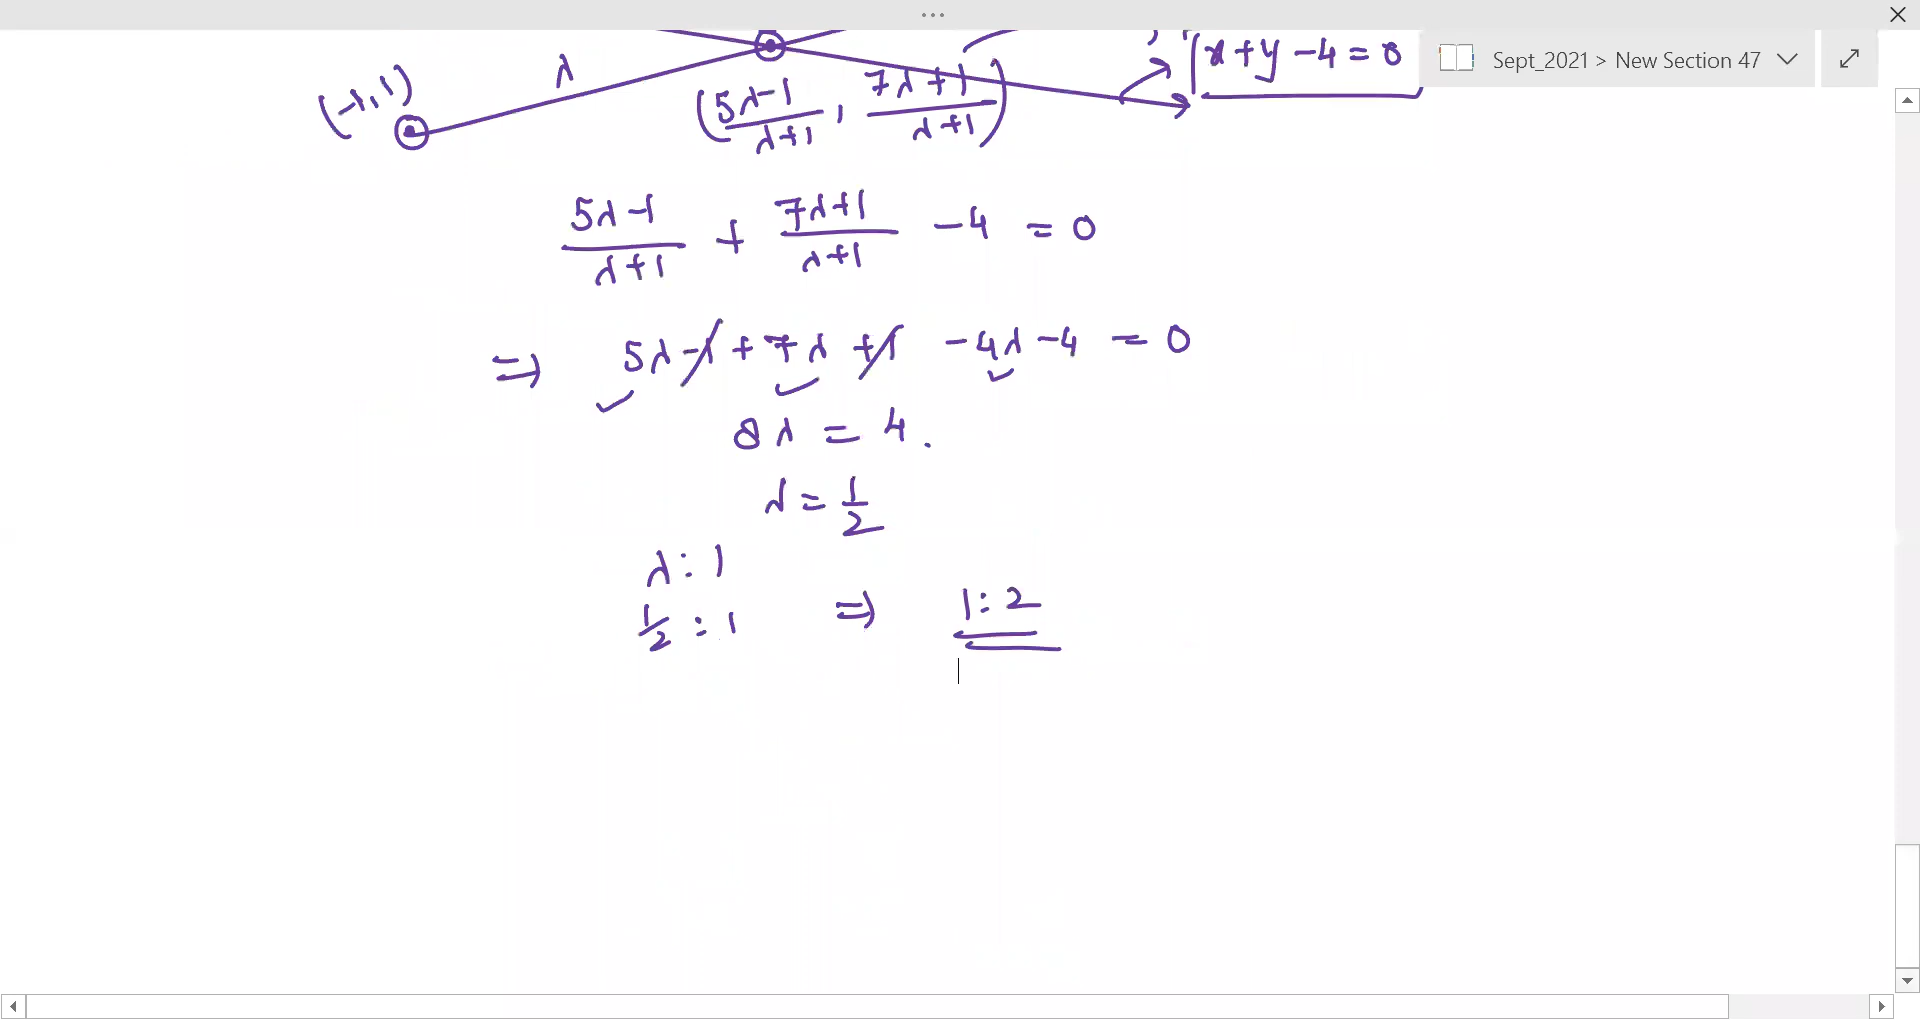 x+y-4=0
Sept_2021 > New Section 47
(-1,1)
λ
(5λ-1/λ+1, 7λ+1/λ+1)
5λ-1/λ+1 + 7λ+1/λ+1 -4 = 0
⇒ 5λ-1+7λ+1-4λ-4 = 0
8λ = 4.
λ = 1/2
λ:1
1/2:1 ⇒ 1:2